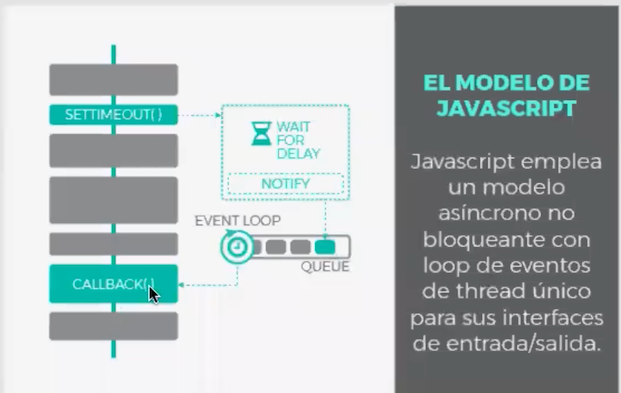 SETTIMEOUT( )
WAIT
FOR
DELAY
NOTIFY
EVENT LOOP
QUEUE
CALLBACK( )
EL MODELO DE
JAVASCRIPT
Javascript emplea
un modelo
asíncrono no
bloqueante con
loop de eventos
de thread único
para sus interfaces
de entrada/salida.